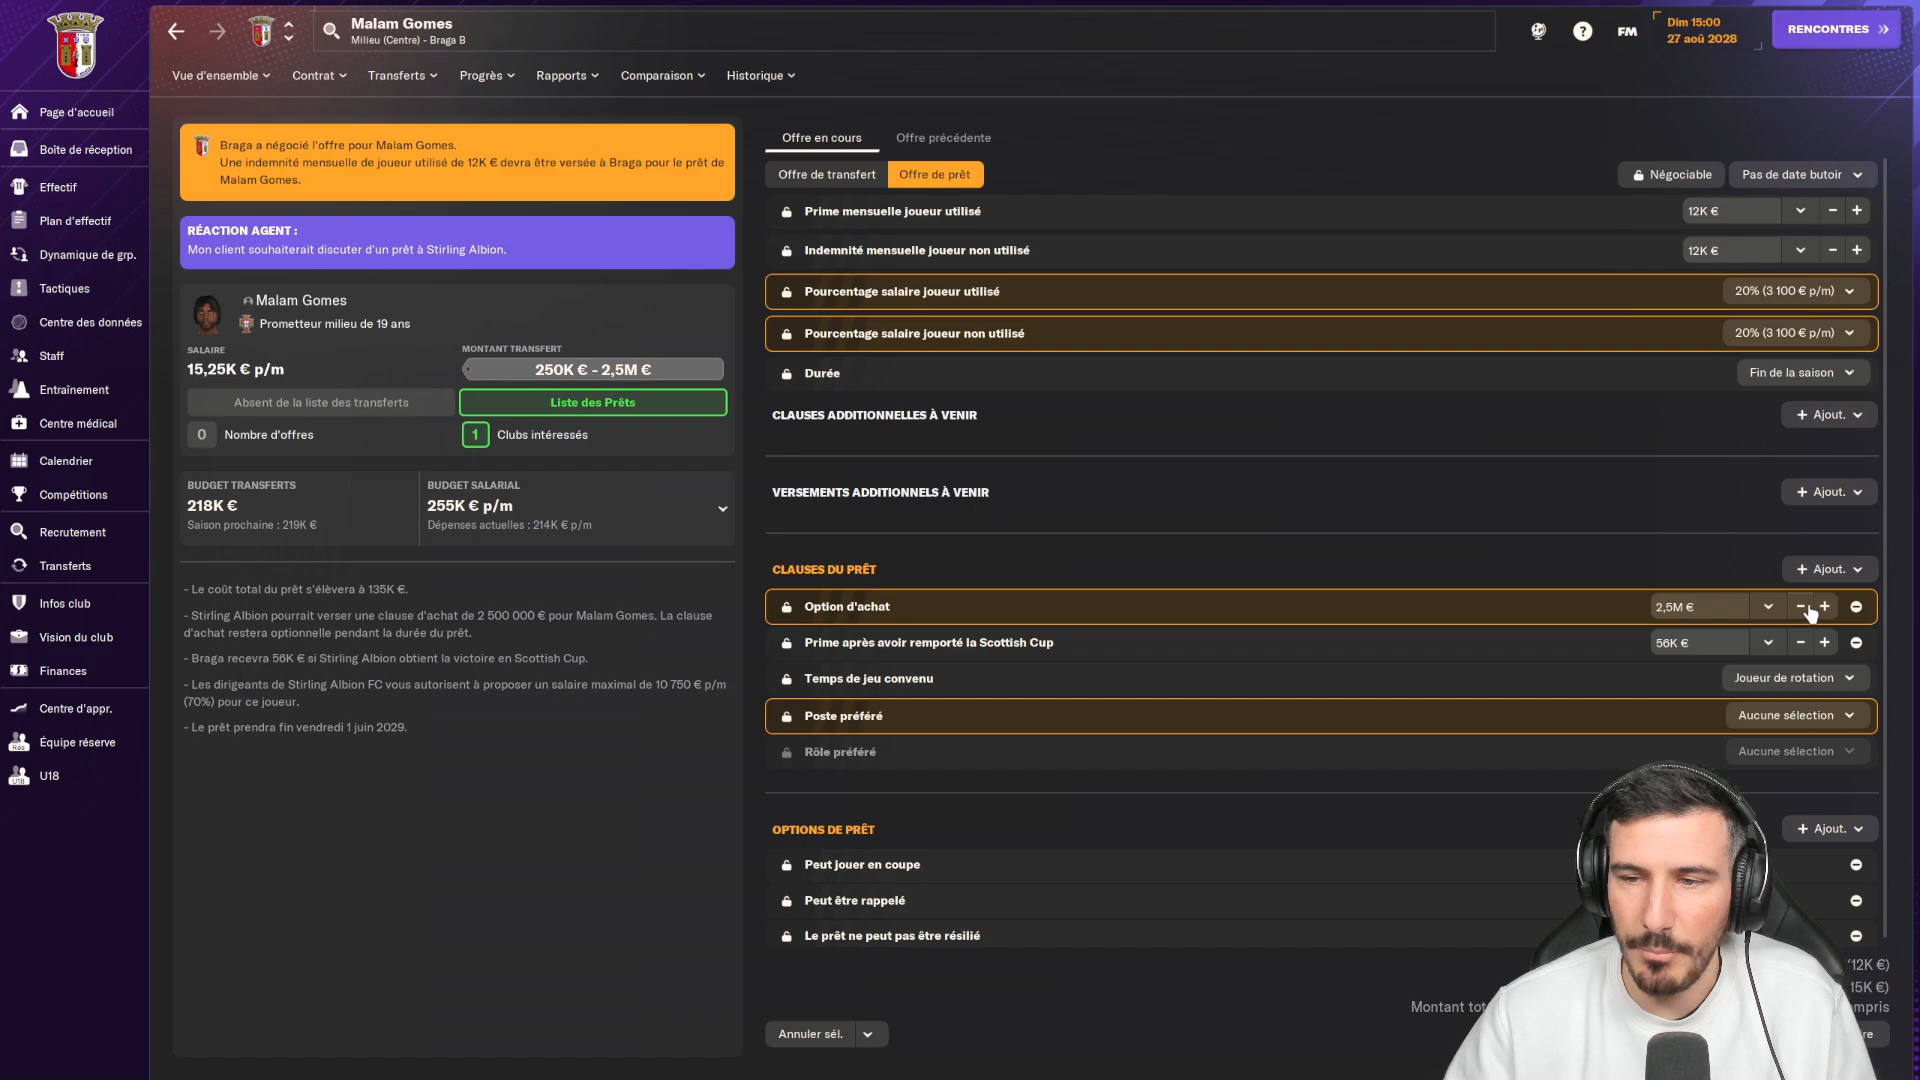 Malam Gomes
Milieu (Centre) - Braga B
FM
Dim 15:00
27 aoû 2028
RENCONTRES
Vue d'ensemble
Contrat
Transferts
Progrès
Rapports
Comparaison
Historique
Page d'accueil
Boîte de réception
Effectif
Plan d'effectif
Dynamique de grp.
Tactiques
Centre des données
Staff
Entraînement
Centre médical
Calendrier
Compétitions
Recrutement
Transferts
Infos club
Vision du club
Finances
Centre d'appr.
Équipe réserve
U18
Braga a négocié l'offre pour Malam Gomes.
Une indemnité mensuelle de joueur utilisé de 12K € devra être versée à Braga pour le prêt de
Malam Gomes.
RÉACTION AGENT :
Mon client souhaiterait discuter d'un prêt à Stirling Albion.
Malam Gomes
Prometteur milieu de 19 ans
SALAIRE
15,25K € p/m
MONTANT TRANSFERT
250K € - 2,5M €
Absent de la liste des transferts
Liste des Prêts
0 Nombre d'offres
1 Clubs intéressés
BUDGET TRANSFERTS
218K €
Saison prochaine : 219K €
BUDGET SALARIAL
255K € p/m
Dépenses actuelles : 214K € p/m
- Le coût total du prêt s'élèvera à 135K €.
- Stirling Albion pourrait verser une clause d'achat de 2 500 000 € pour Malam Gomes. La clause
d'achat restera optionnelle pendant la durée du prêt.
- Braga recevra 56K € si Stirling Albion obtient la victoire en Scottish Cup.
- Les dirigeants de Stirling Albion FC vous autorisent à proposer un salaire maximal de 10 750 € p/m
(70%) pour ce joueur.
- Le prêt prendra fin vendredi 1 juin 2029.
Offre en cours
Offre précédente
Offre de transfert
Offre de prêt
Négociable
Pas de date butoir
Prime mensuelle joueur utilisé
12K €
Indemnité mensuelle joueur non utilisé
12K €
Pourcentage salaire joueur utilisé
20% (3 100 € p/m)
Pourcentage salaire joueur non utilisé
20% (3 100 € p/m)
Durée
Fin de la saison
CLAUSES ADDITIONNELLES À VENIR
+ Ajout.
VERSEMENTS ADDITIONNELS À VENIR
+ Ajout.
CLAUSES DU PRÊT
+ Ajout.
Option d'achat
2,5M €
Prime après avoir remporté la Scottish Cup
56K €
Temps de jeu convenu
Joueur de rotation
Poste préféré
Aucune sélection
Rôle préféré
Aucune sélection
OPTIONS DE PRÊT
+ Ajout.
Peut jouer en coupe
Peut être rappelé
Le prêt ne peut pas être résilié
12K €)
15K €)
Montant
Annuler sél.